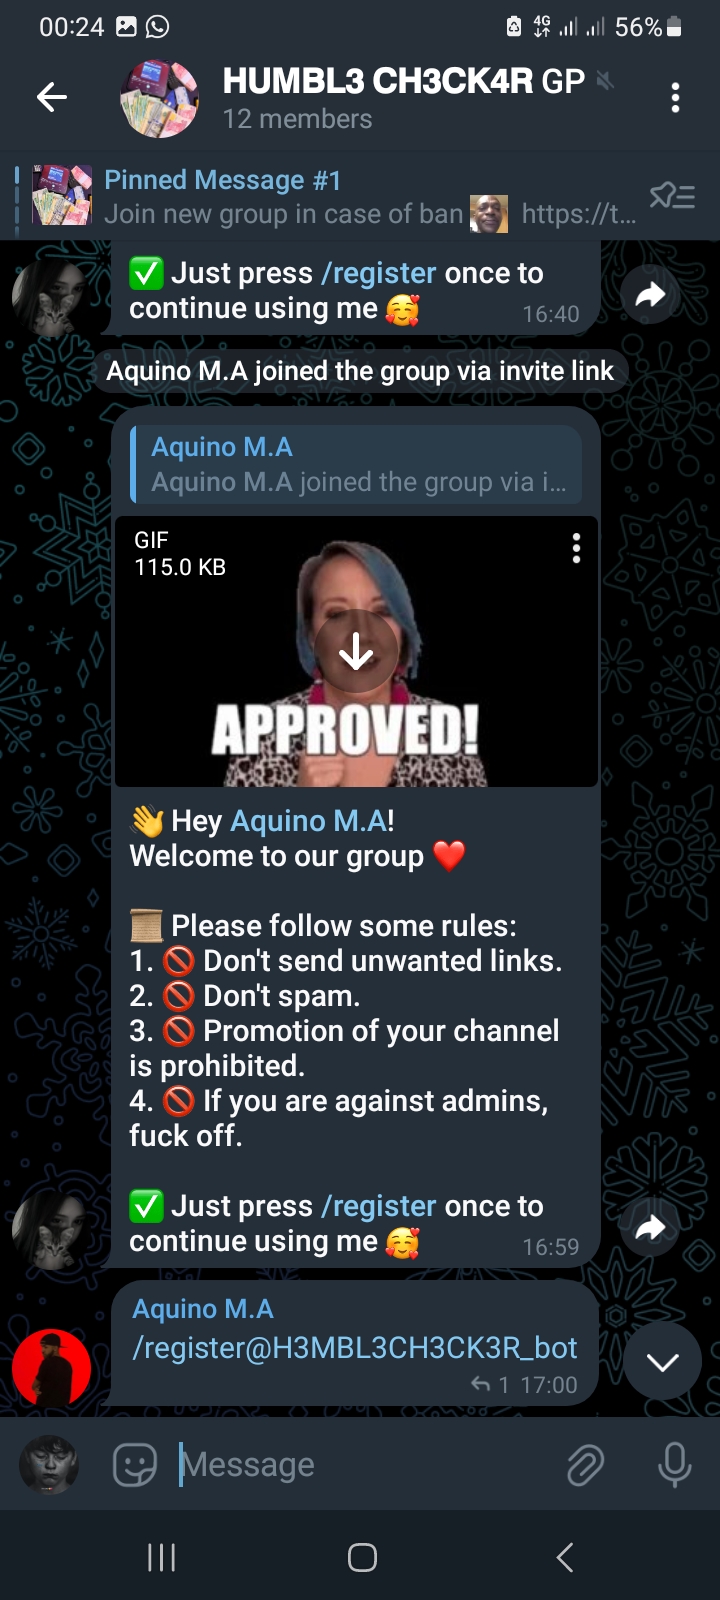 00:24
4G
56%
HUMBL3 CH3CK4R GP
12 members
Pinned Message #1
Join new group in case of ban https://t...
✅ Just press /register once to
continue using me 🥰
16:40
Aquino M.A joined the group via invite link
Aquino M.A
Aquino M.A joined the group via i...
GIF
115.0 KB
APPROVED!
👋 Hey Aquino M.A!
Welcome to our group ❤️
📜 Please follow some rules:
1. 🚫 Don't send unwanted links.
2. 🚫 Don't spam.
3. 🚫 Promotion of your channel
is prohibited.
4. 🚫 If you are against admins,
fuck off.
✅ Just press /register once to
continue using me 🥰
16:59
Aquino M.A
/register@H3MBL3CH3CK3R_bot
1 17:00
Message